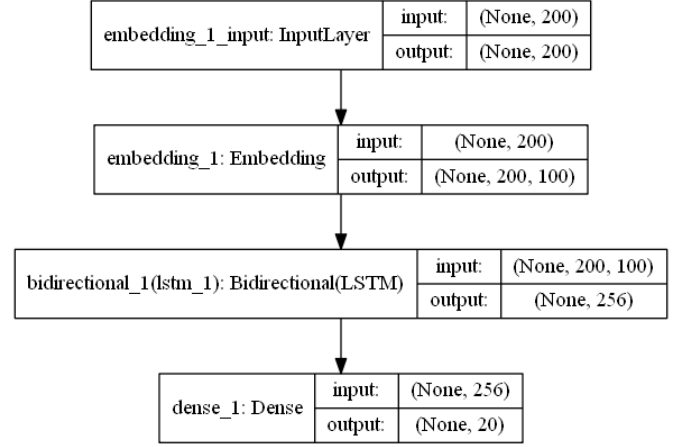 embedding_1_input: InputLayer
input: (None, 200)
output: (None, 200)
embedding_1: Embedding
input: (None, 200)
output: (None, 200, 100)
bidirectional_1(lstm_1): Bidirectional(LSTM)
input: (None, 200, 100)
output: (None, 256)
dense_1: Dense
input: (None, 256)
output: (None, 20)